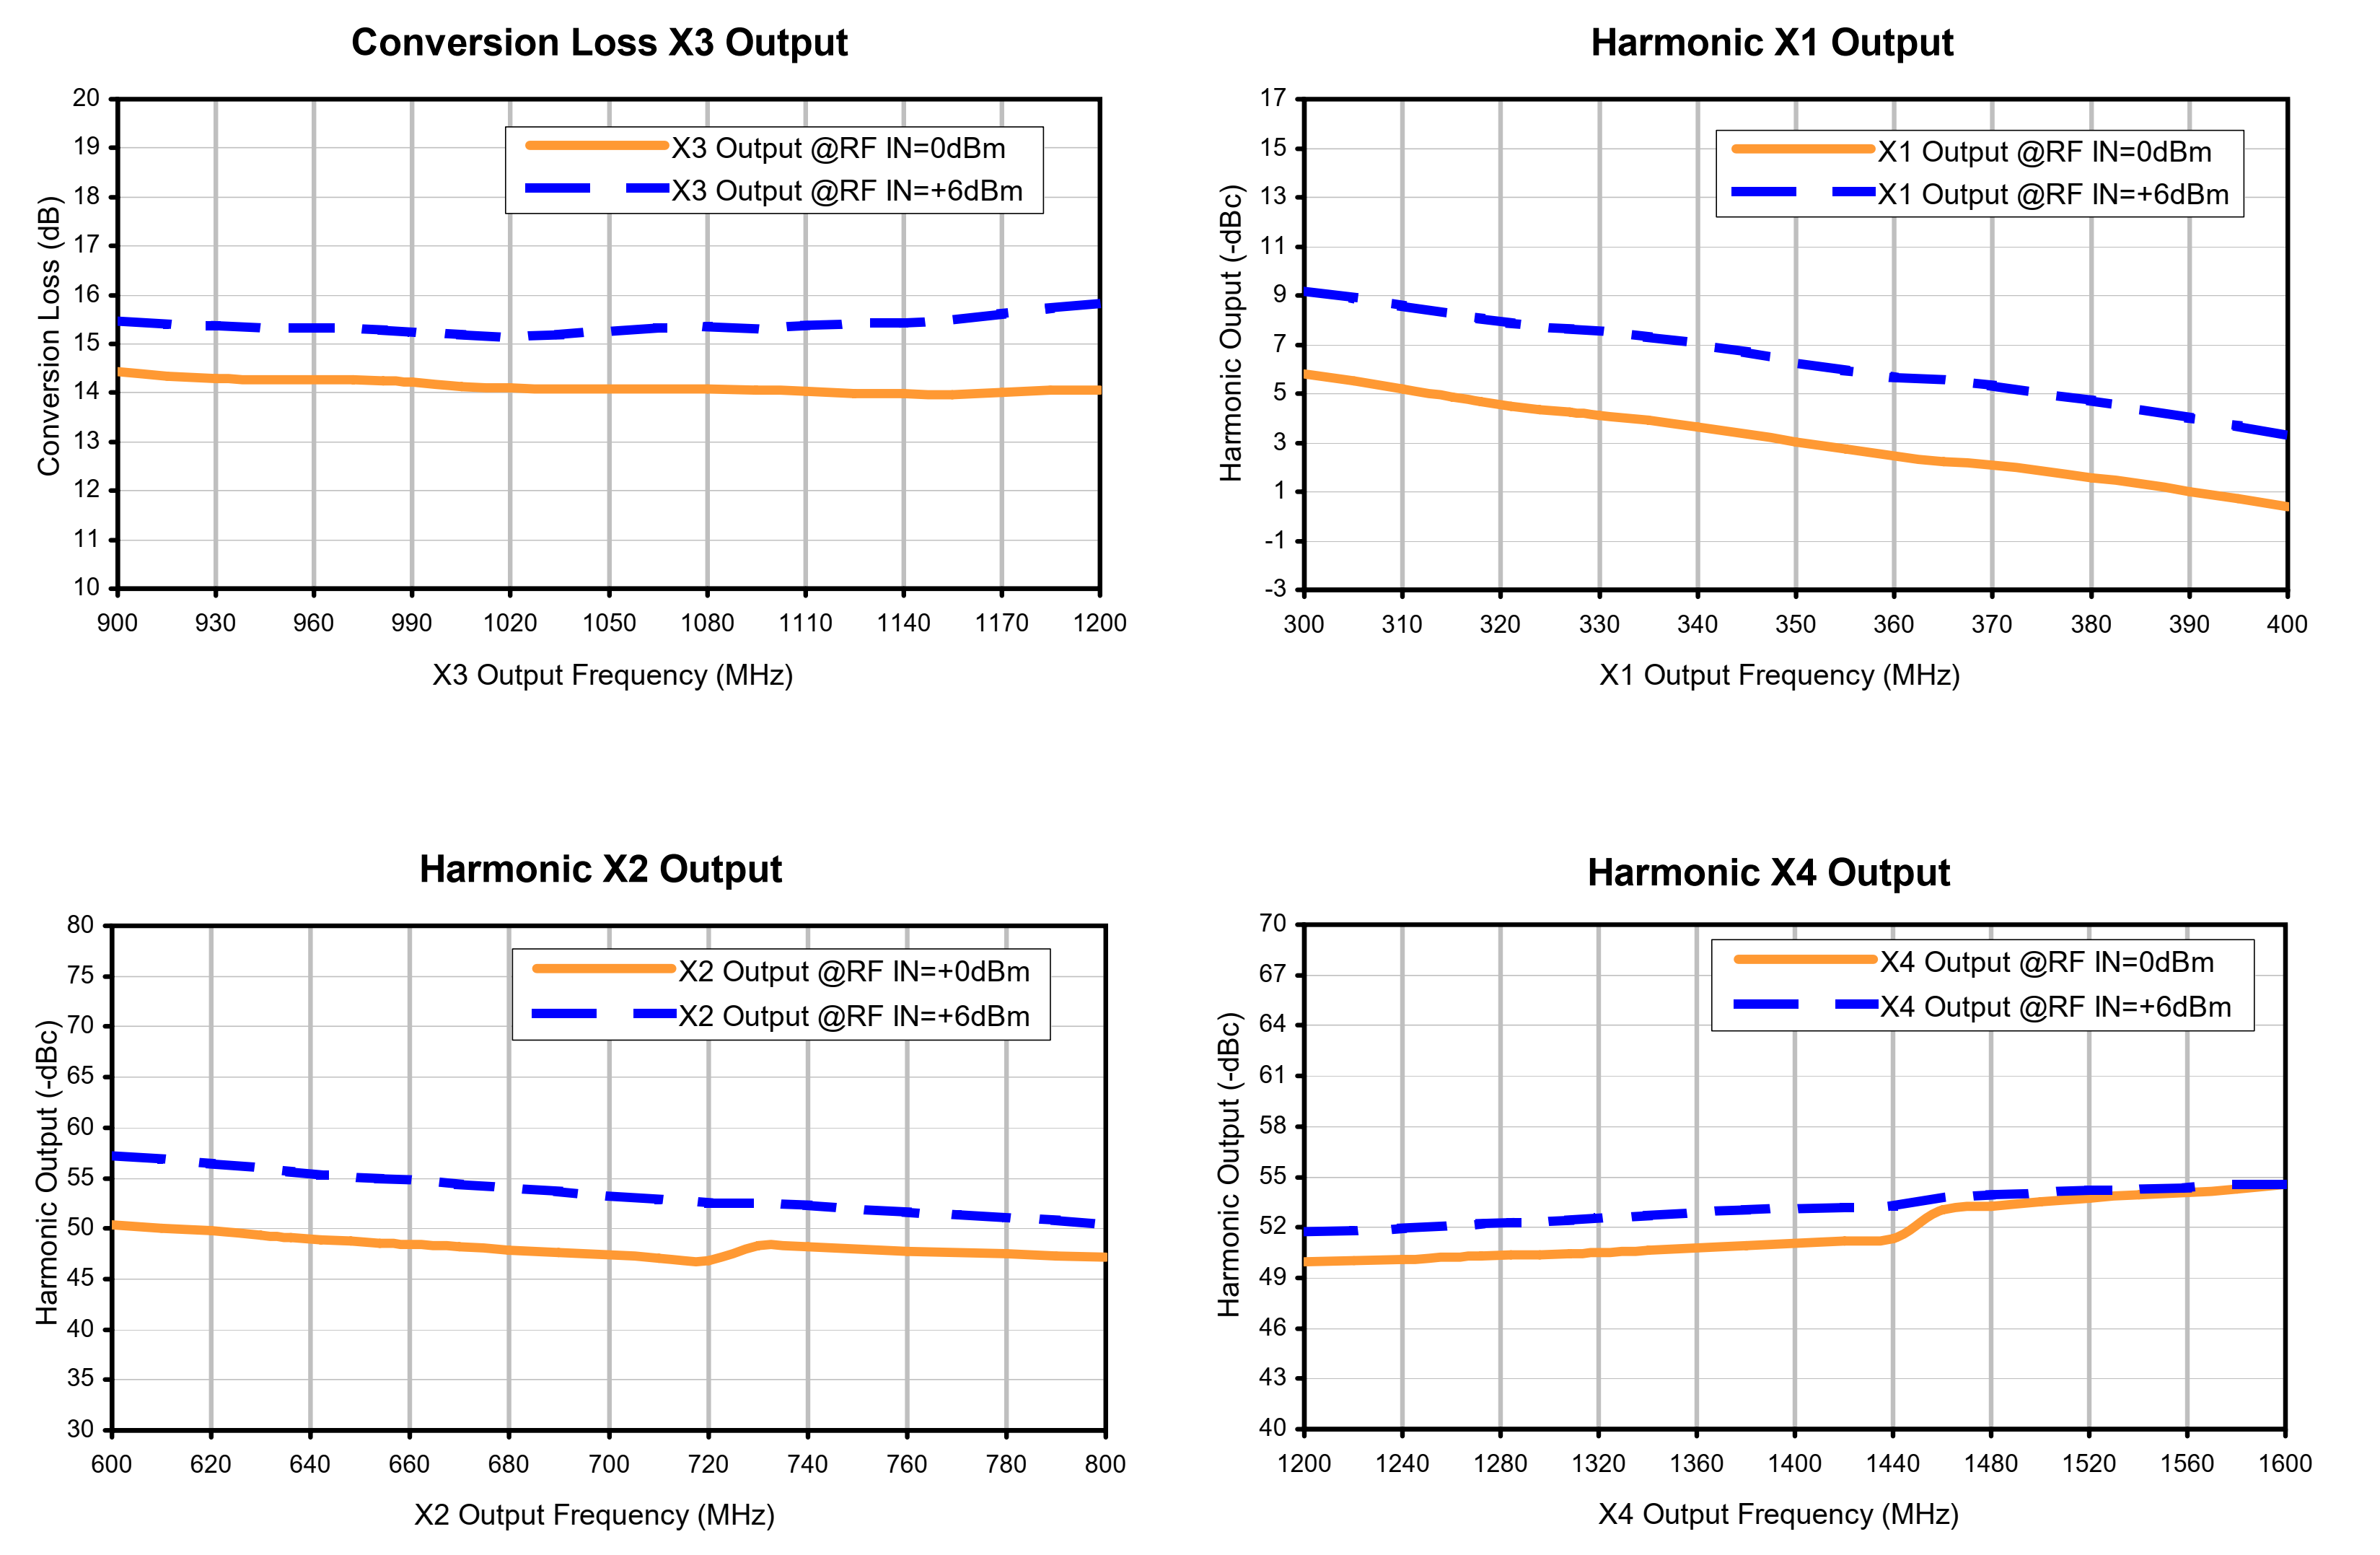 Conversion Loss X3 Output
20
19
18
17
16
15
14
13
12
11
10
Conversion Loss (dB)
X3 Output @RF IN=0dBm
X3 Output @RF IN=+6dBm
900 930 960 990 1020 1050 1080 1110 1140 1170 1200
X3 Output Frequency (MHz)
Harmonic X1 Output
17
15
13
11
9
7
5
3
1
-1
-3
Harmonic Ouput (-dBc)
X1 Output @RF IN=0dBm
X1 Output @RF IN=+6dBm
300 310 320 330 340 350 360 370 380 390 400
X1 Output Frequency (MHz)
Harmonic X2 Output
80
75
70
65
60
55
50
45
40
35
30
Harmonic Output (-dBc)
X2 Output @RF IN=+0dBm
X2 Output @RF IN=+6dBm
600 620 640 660 680 700 720 740 760 780 800
X2 Output Frequency (MHz)
Harmonic X4 Output
70
67
64
61
58
55
52
49
46
43
40
Harmonic Output (-dBc)
X4 Output @RF IN=0dBm
X4 Output @RF IN=+6dBm
1200 1240 1280 1320 1360 1400 1440 1480 1520 1560 1600
X4 Output Frequency (MHz)